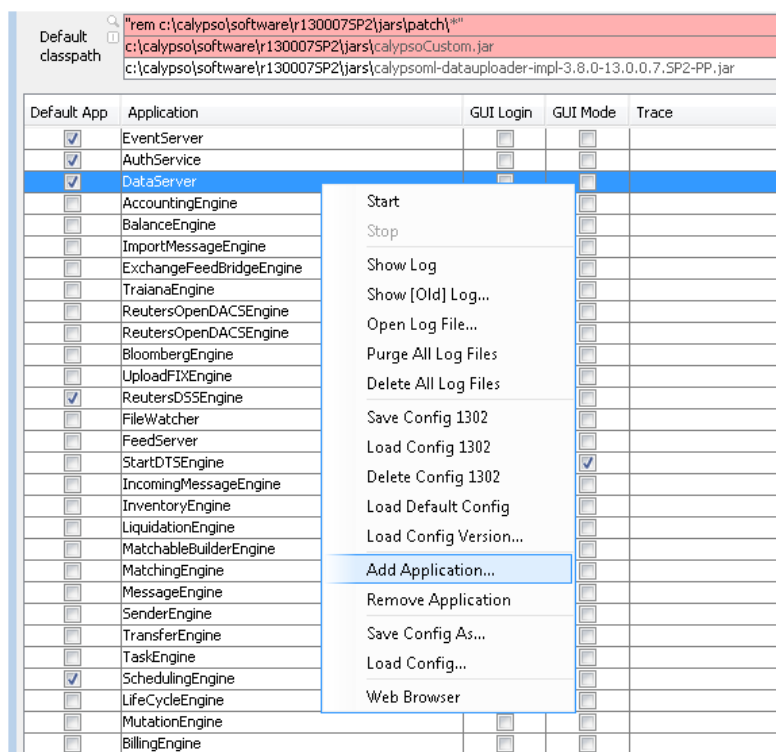 Default classpath
"rem c:\calypso\software\r130007SP2\jars\patch\*"
c:\calypso\software\r130007SP2\jars\calypsoCustom.jar
c:\calypso\software\r130007SP2\jars\calypsoml-datauploader-impl-3.8.0-13.0.0.7.SP2-PP.jar
Default App Application GUI Login GUI Mode Trace
EventServer
AuthService
DataServer
AccountingEngine
BalanceEngine
ImportMessageEngine
ExchangeFeedBridgeEngine
TraianaEngine
ReutersOpenDACSEngine
ReutersOpenDACSEngine
BloombergEngine
UploadFIXEngine
ReutersDSSEngine
FileWatcher
FeedServer
StartDTSEngine
IncomingMessageEngine
InventoryEngine
LiquidationEngine
MatchableBuilderEngine
MatchingEngine
MessageEngine
SenderEngine
TransferEngine
TaskEngine
SchedulingEngine
LifeCycleEngine
MutationEngine
BillingEngine
Start
Stop
Show Log
Show [Old] Log...
Open Log File...
Purge All Log Files
Delete All Log Files
Save Config 1302
Load Config 1302
Delete Config 1302
Load Default Config
Load Config Version...
Add Application...
Remove Application
Save Config As...
Load Config...
Web Browser